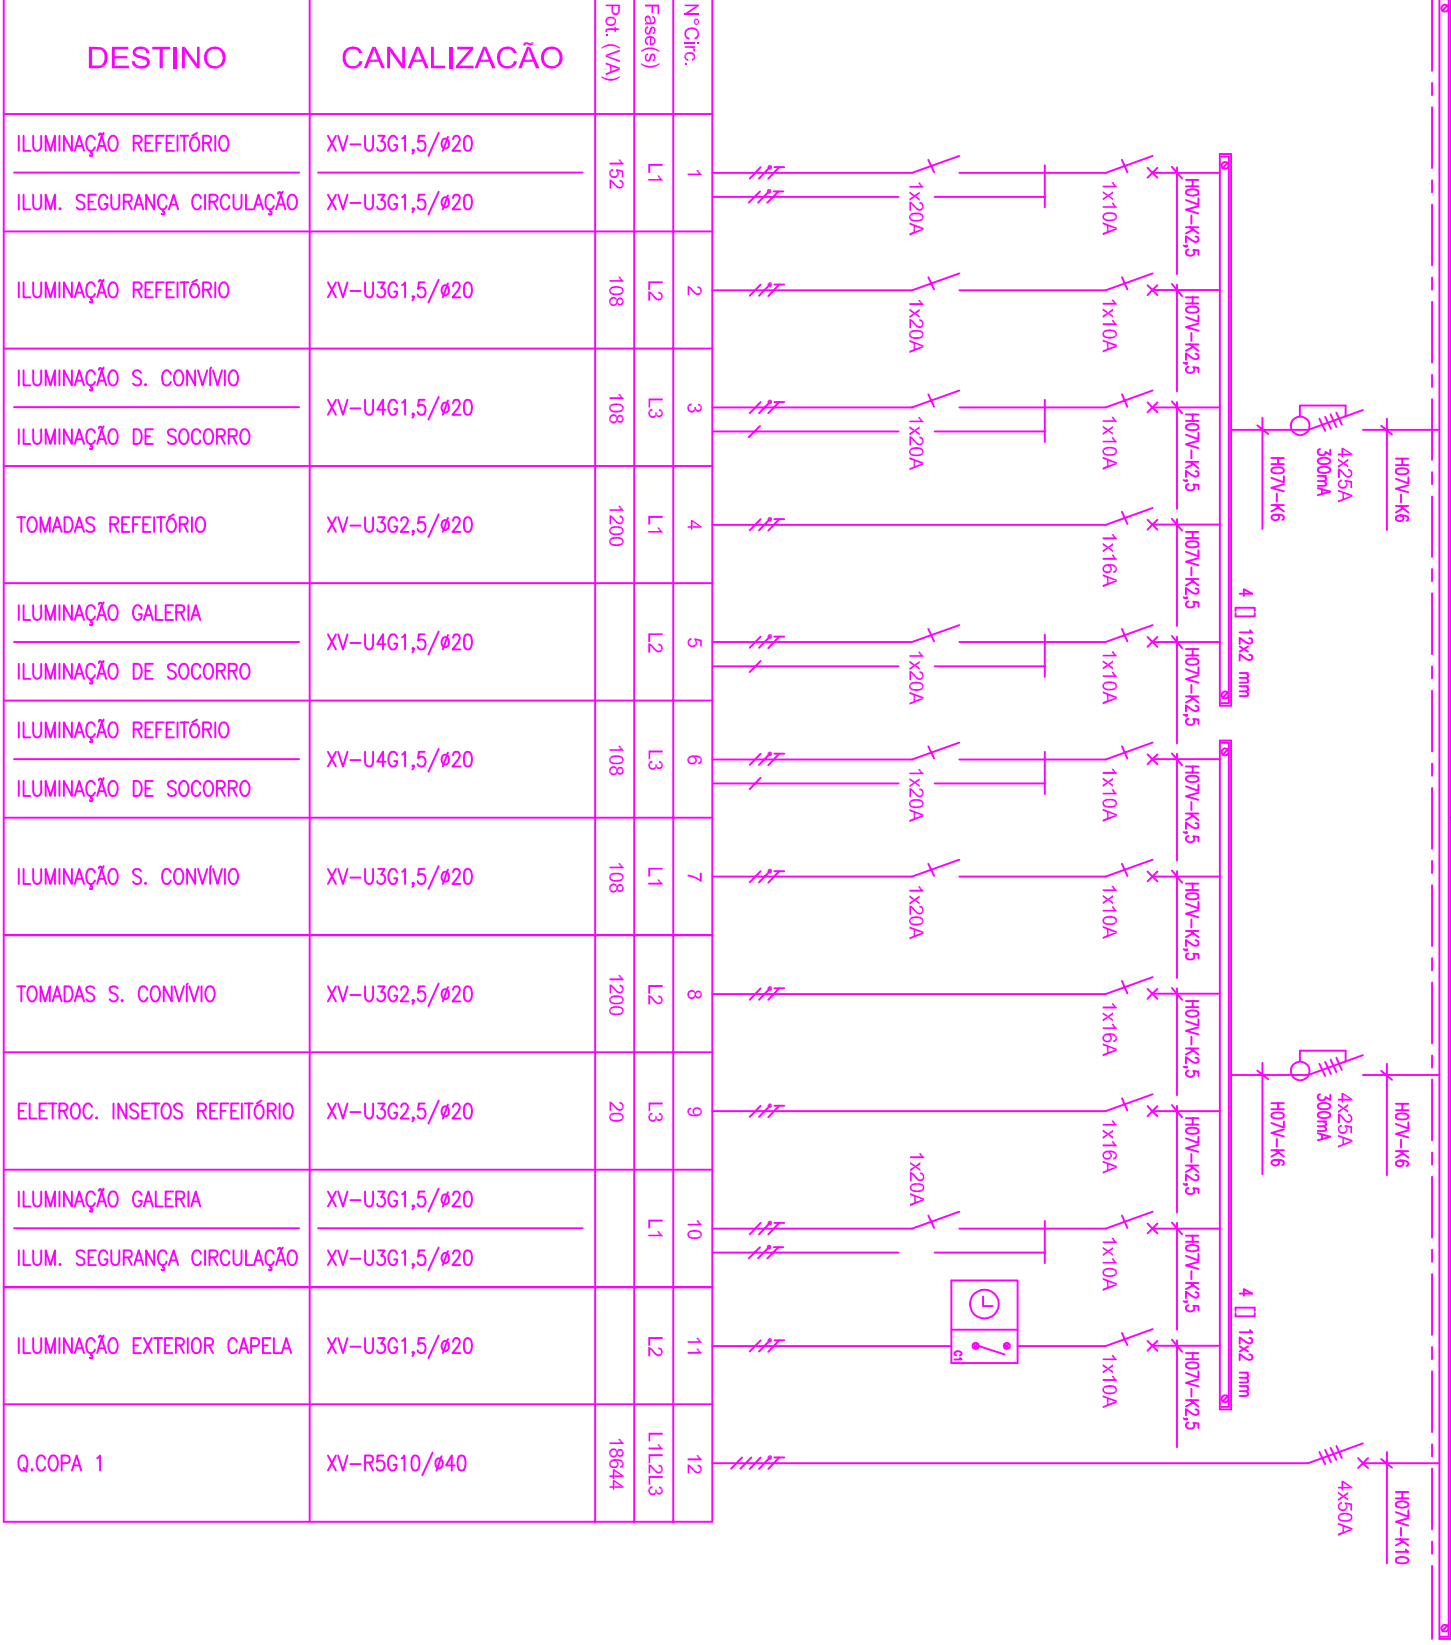 DESTINO CANALIZACÃO Pot. (VA) Fase(s) N°Circ.
ILUMINAÇÃO REFEITÓRIO XV-U3G1,5/ø20
ILUM. SEGURANÇA CIRCULAÇÃO XV-U3G1,5/ø20
152 L1 1 1x20A 1x10A H07V-K2,5
ILUMINAÇÃO REFEITÓRIO XV-U3G1,5/ø20 108 L2 2 1x20A 1x10A H07V-K2,5
ILUMINAÇÃO S. CONVÍVIO
ILUMINAÇÃO DE SOCORRO
XV-U4G1,5/ø20 108 L3 3 1x20A 1x10A H07V-K2,5
H07V-K6
4x25A
300mA
H07V-K6
TOMADAS REFEITÓRIO XV-U3G2,5/ø20 1200 L1 4 1x16A H07V-K2,5
ILUMINAÇÃO GALERIA
ILUMINAÇÃO DE SOCORRO
XV-U4G1,5/ø20 L2 5 1x20A 1x10A H07V-K2,5
4 [] 12x2 mm
ILUMINAÇÃO REFEITÓRIO
ILUMINAÇÃO DE SOCORRO
XV-U4G1,5/ø20 108 L3 6 1x20A 1x10A H07V-K2,5
ILUMINAÇÃO S. CONVÍVIO XV-U3G1,5/ø20 108 L1 7 1x20A 1x10A H07V-K2,5
TOMADAS S. CONVÍVIO XV-U3G2,5/ø20 1200 L2 8 1x16A H07V-K2,5
H07V-K6
4x25A
300mA
H07V-K6
ELETROC. INSETOS REFEITÓRIO XV-U3G2,5/ø20 20 L3 9 1x16A H07V-K2,5
ILUMINAÇÃO GALERIA XV-U3G1,5/ø20
ILUM. SEGURANÇA CIRCULAÇÃO XV-U3G1,5/ø20
L1 10 1x20A 1x10A H07V-K2,5
4 [] 12x2 mm
ILUMINAÇÃO EXTERIOR CAPELA XV-U3G1,5/ø20 L2 11 C1 1x10A H07V-K2,5
Q.COPA 1 XV-R5G10/ø40 18644 L1L2L3 12 4x50A H07V-K10